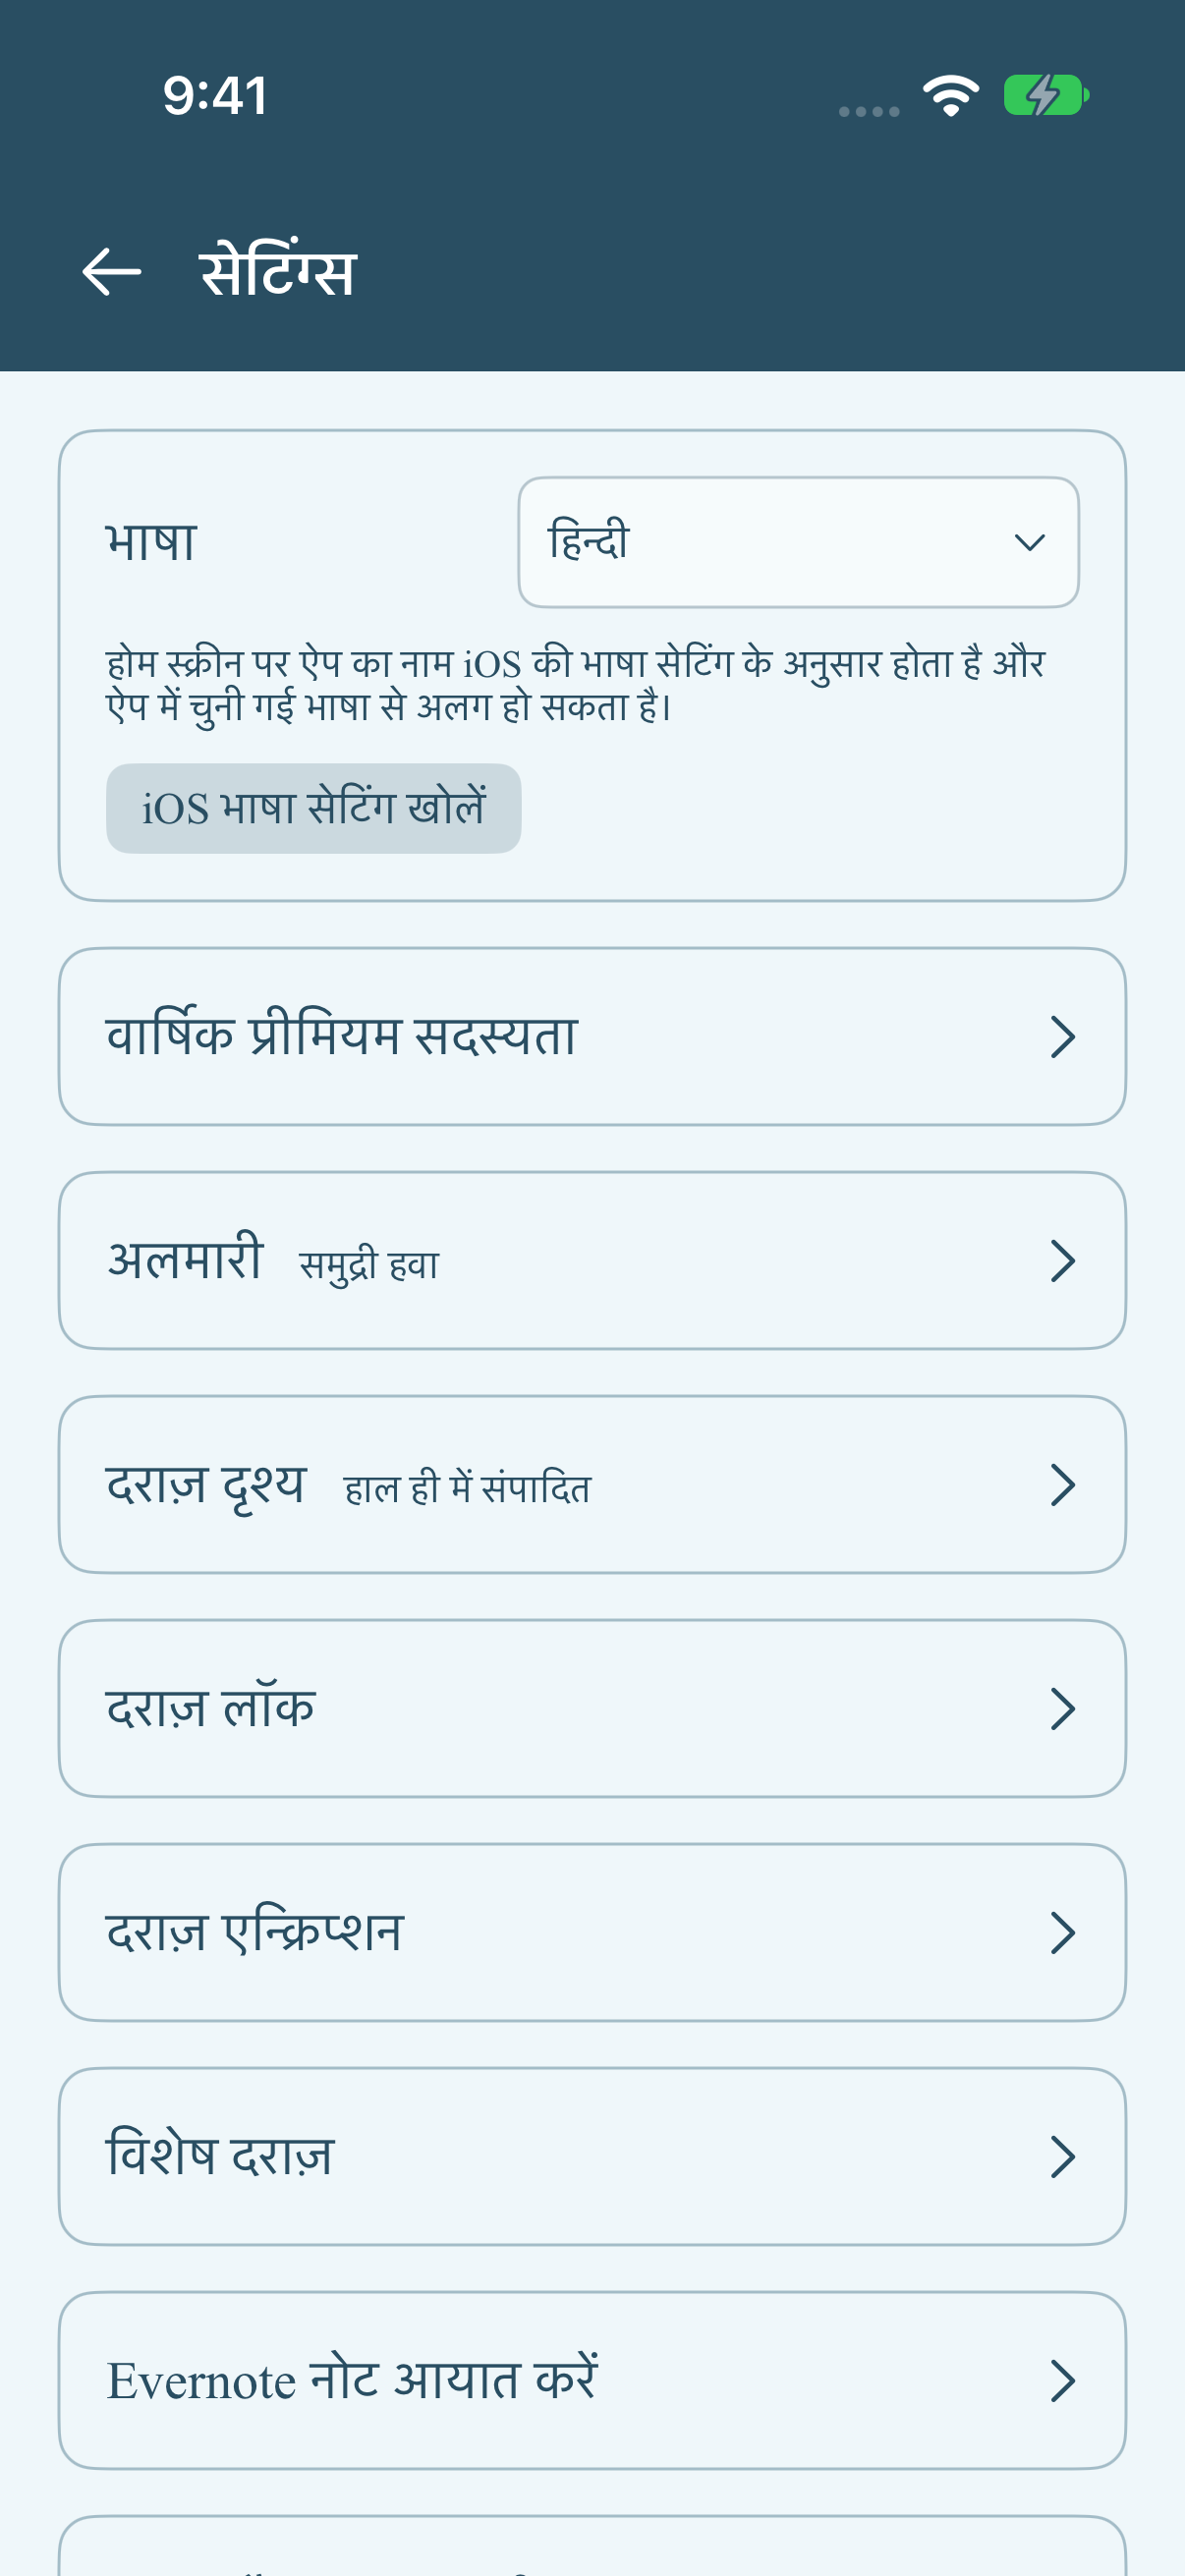 9:41
सेटिंग्स
भाषा
हिन्दी
होम स्क्रीन पर ऐप का नाम iOS की भाषा सेटिंग के अनुसार होता है और
ऐप में चुनी गई भाषा से अलग हो सकता है।
iOS भाषा सेटिंग खोलें
वार्षिक प्रीमियम सदस्यता
अलमारी समुद्री हवा
दराज़ दृश्य हाल ही में संपादित
दराज़ लॉक
दराज़ एन्क्रिप्शन
विशेष दराज़
Evernote नोट आयात करें